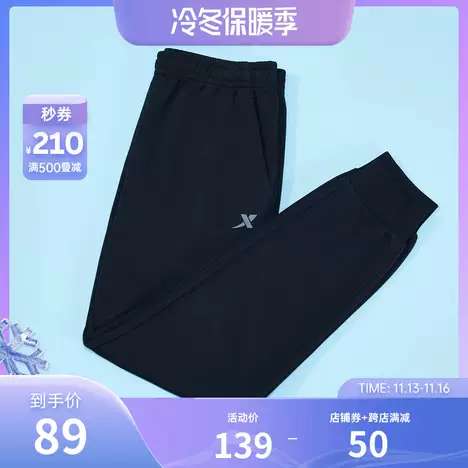 冷冬保暖季
秒券
¥210
满500叠减
X
TIME: 11.13-11.16
到手价
89
活动价
139
–
店铺券+跨店满减
50